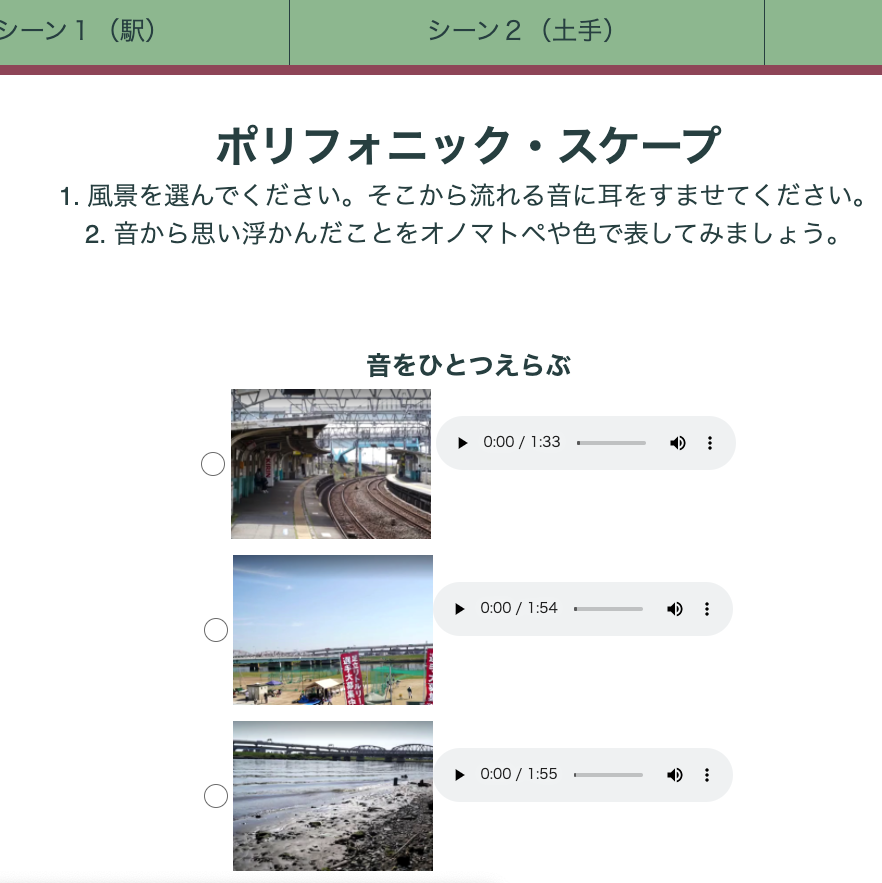 シーン１（駅）
シーン２（土手）
ポリフォニック・スケープ
1. 風景を選んでください。そこから流れる音に耳をすませてください。
2. 音から思い浮かんだことをオノマトペや色で表してみましょう。
音をひとつえらぶ
0:00 / 1:33
0:00 / 1:54
0:00 / 1:55